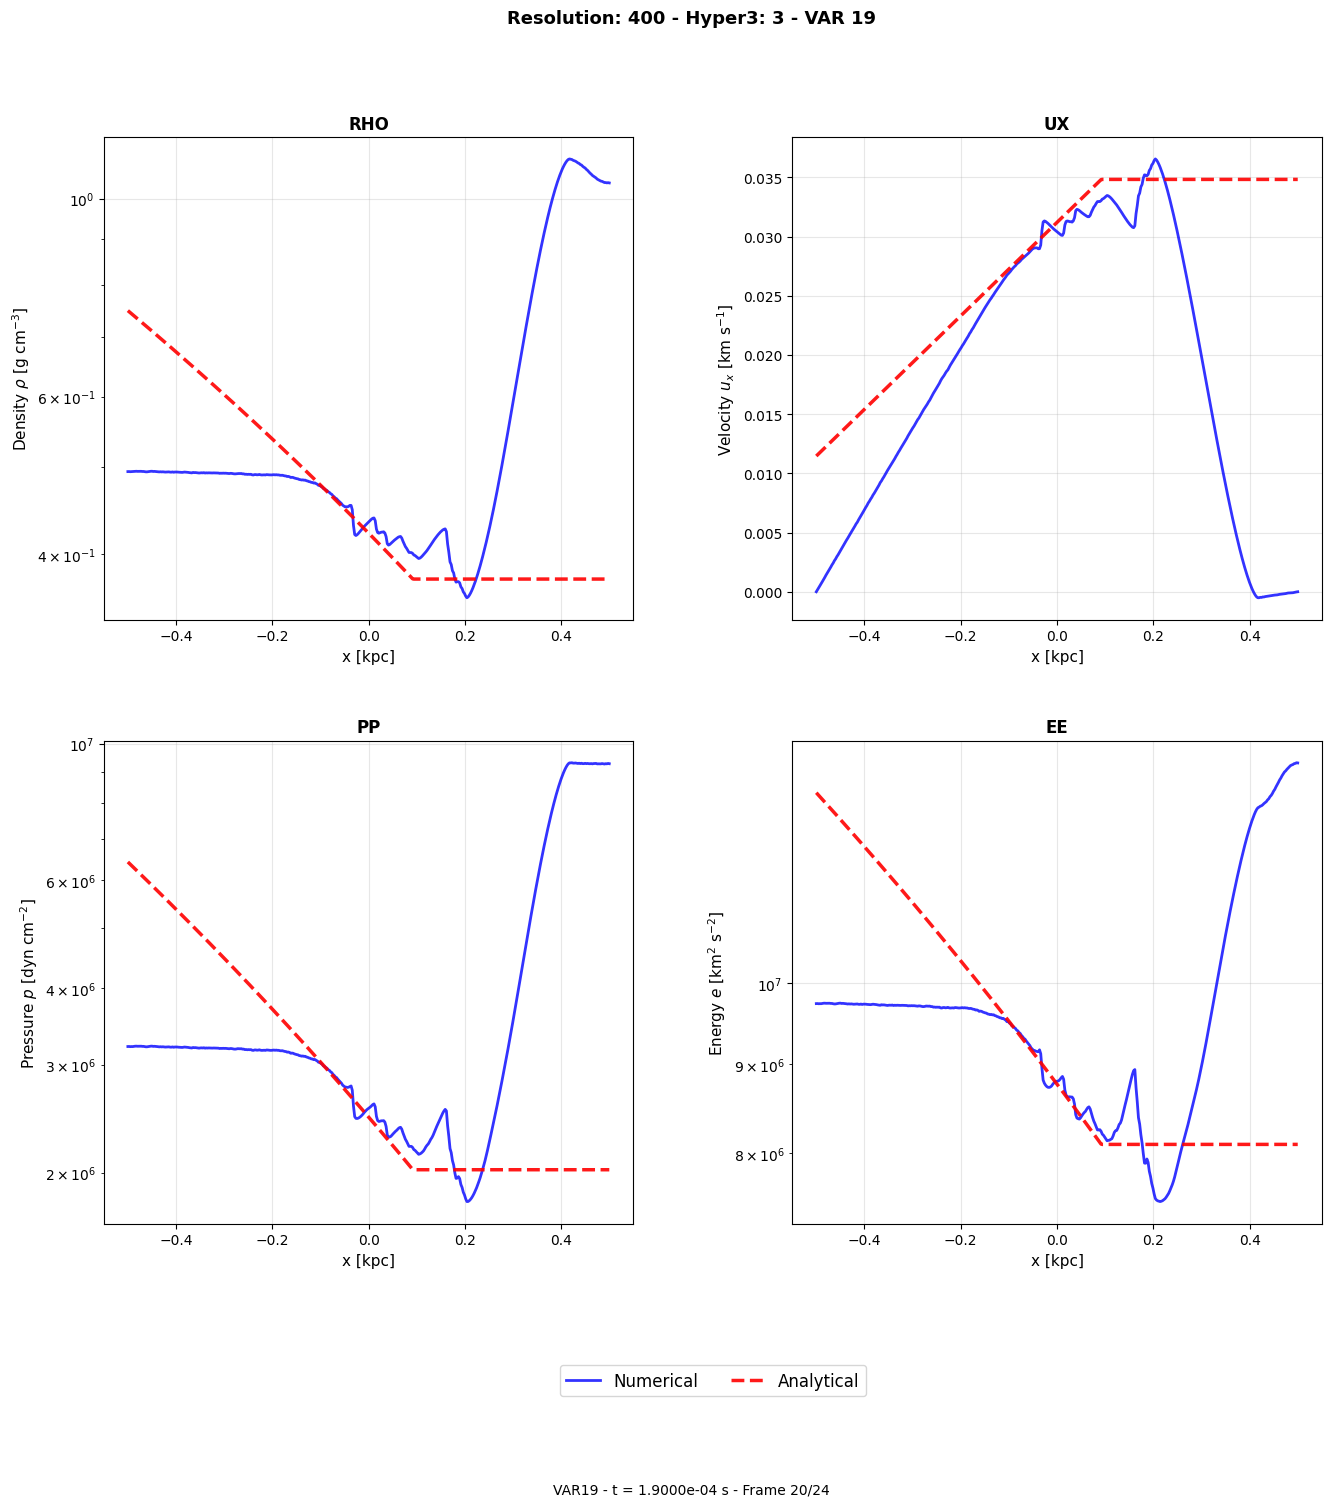 Resolution: 400 - Hyper3: 3 - VAR 19
RHO
Density ρ [g cm⁻³]
10⁰
6 × 10⁻¹
4 × 10⁻¹
−0.4 −0.2 0.0 0.2 0.4
x [kpc]
UX
Velocity uₓ [km s⁻¹]
0.035
0.030
0.025
0.020
0.015
0.010
0.005
0.000
−0.4 −0.2 0.0 0.2 0.4
x [kpc]
PP
Pressure p [dyn cm⁻²]
10⁷
6 × 10⁶
4 × 10⁶
3 × 10⁶
2 × 10⁶
−0.4 −0.2 0.0 0.2 0.4
x [kpc]
EE
Energy e [km² s⁻²]
10⁷
9 × 10⁶
8 × 10⁶
−0.4 −0.2 0.0 0.2 0.4
x [kpc]
Numerical Analytical
VAR19 - t = 1.9000e-04 s - Frame 20/24